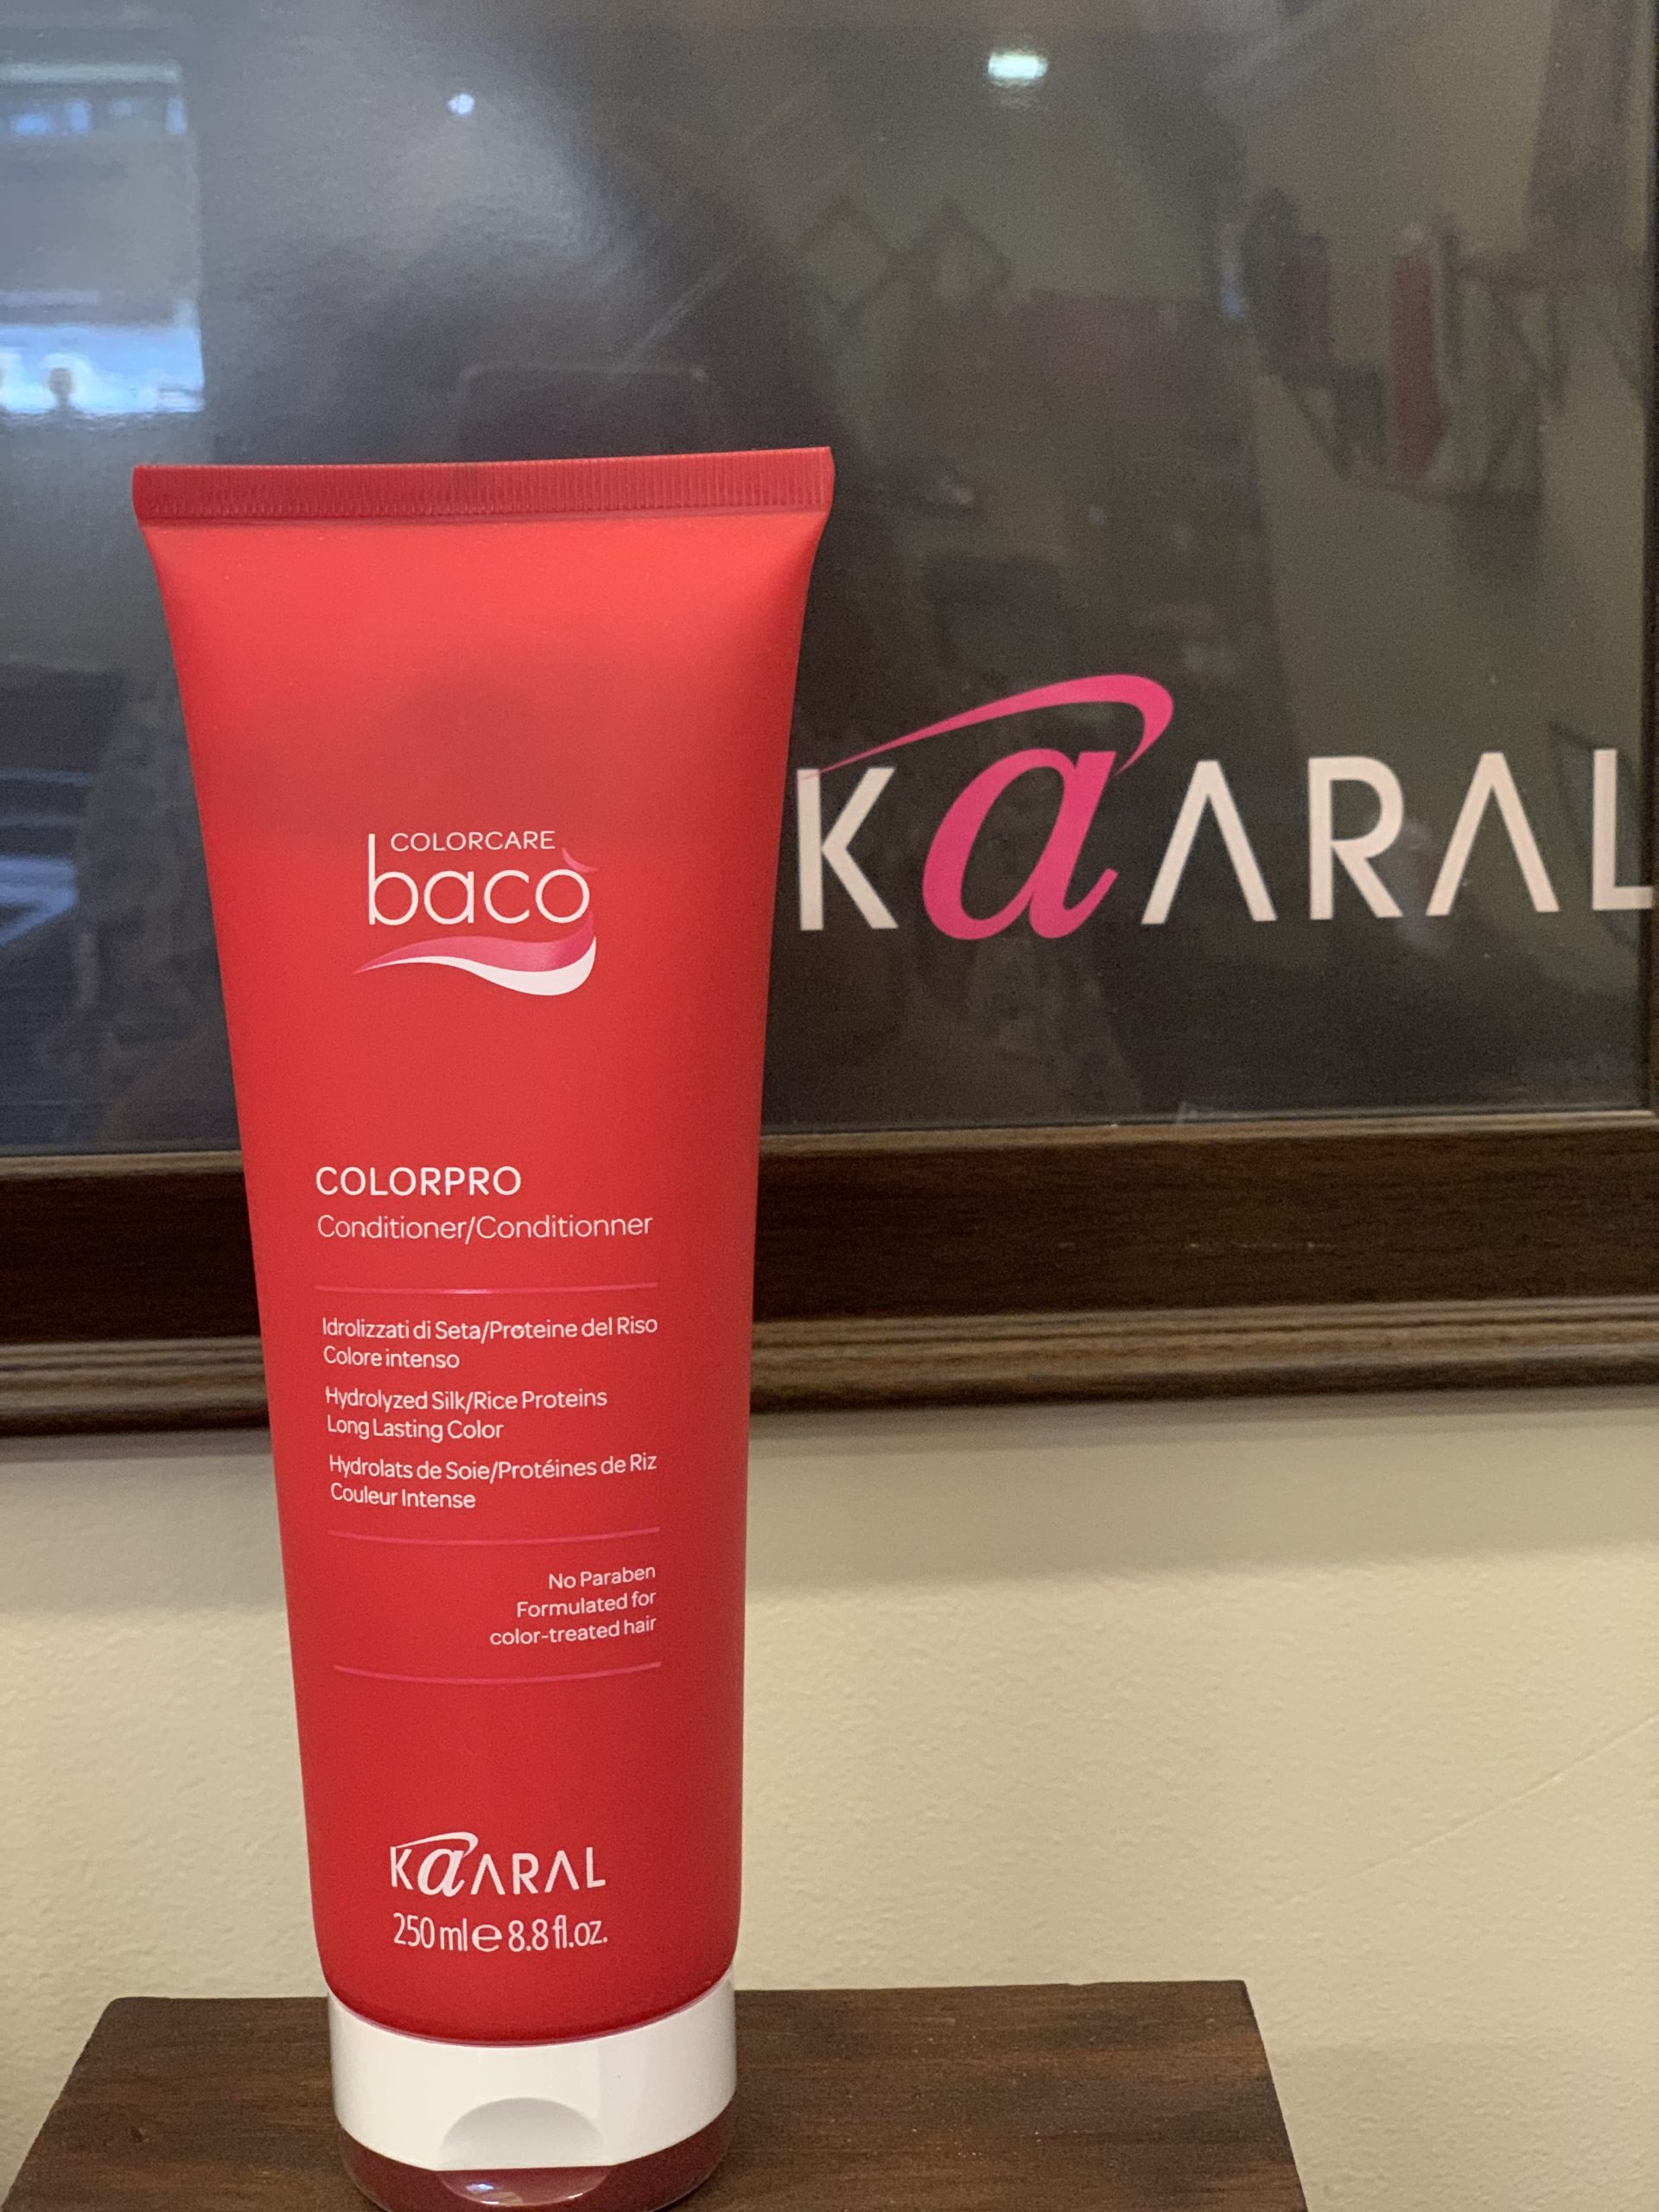 KAARAL
COLORCARE
bacò
COLORPRO
Conditioner/Conditionner
Idrolizzati di Seta/Proteine del Riso
Colore intenso
Hydrolyzed Silk/Rice Proteins
Long Lasting Color
Hydrolats de Soie/Protéines de Riz
Couleur Intense
No Paraben
Formulated for
color-treated hair
KAARAL
250 ml e 8.8 fl.oz.